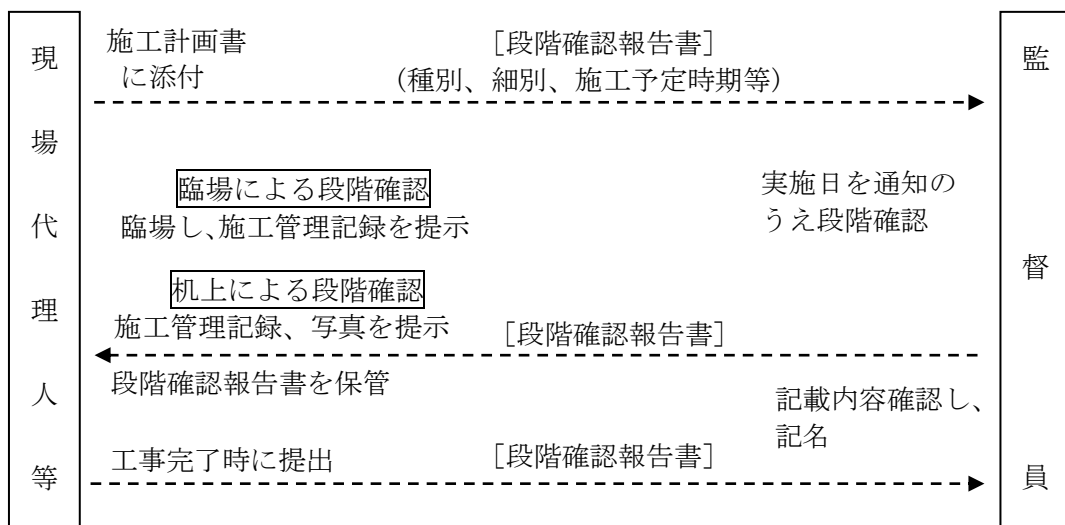 現場代理人等
施工計画書
に添付
[段階確認報告書]
(種別、細別、施工予定時期等)
臨場による段階確認
臨場し、施工管理記録を提示
実施日を通知の
うえ段階確認
机上による段階確認
施工管理記録、写真を提示
[段階確認報告書]
段階確認報告書を保管
記載内容確認し、
記名
工事完了時に提出
[段階確認報告書]
監督員